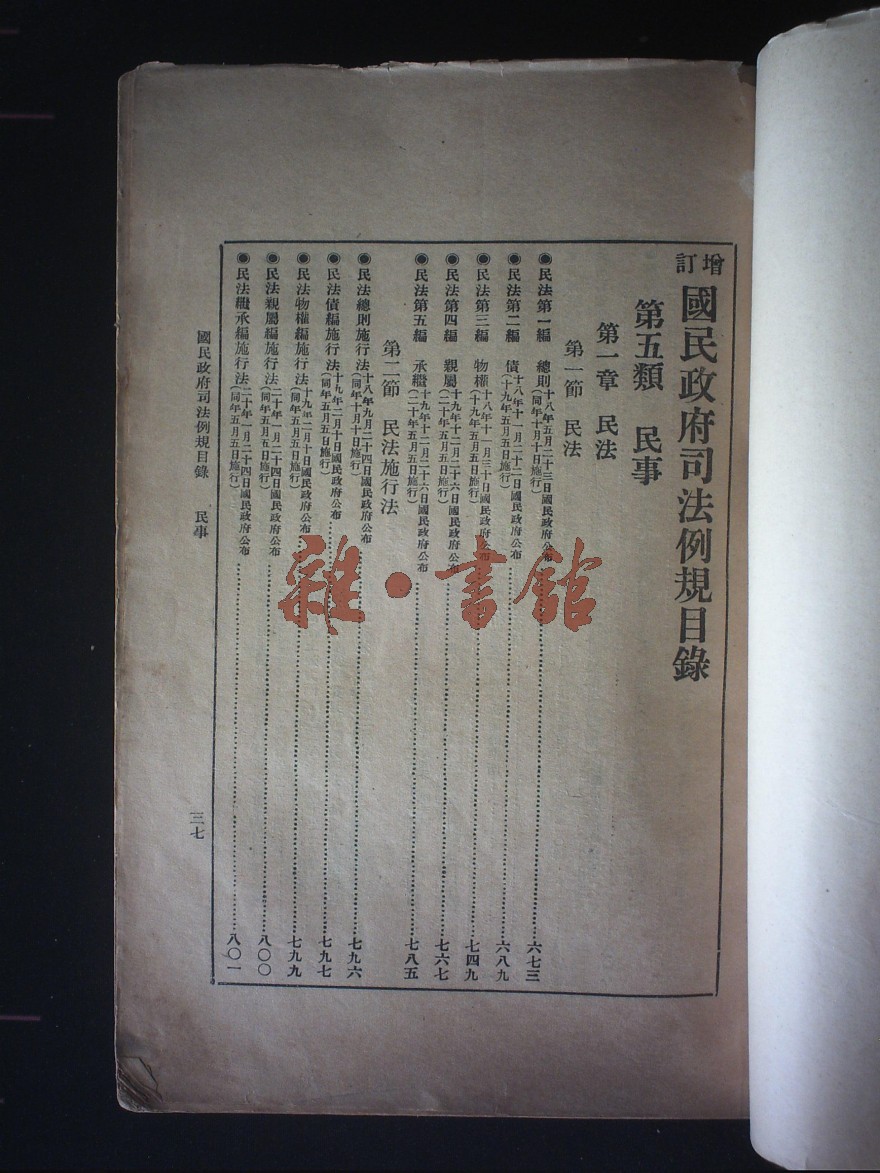 增訂
國民政府司法例規目錄
第五類　民事
第一章　民法
第一節　民法
◉民法第一編　總則（十八年五月二十三日國民政府公布）（同年十月十日施行）……六七三
◉民法第二編　債（十八年十一月二十二日國民政府公布）（十九年五月五日施行）……六八九
◉民法第三編　物權（十八年十一月三十日國民政府公布）（十九年五月五日施行）……七四九
◉民法第四編　親屬（十九年十二月二十六日國民政府公布）（二十年五月五日施行）……七六七
◉民法第五編　承繼（十九年十二月二十六日國民政府公布）（二十年五月五日施行）……七八五
第二節　民法施行法
◉民法總則施行法（十八年九月二十四日國民政府公布）（同年十月十日施行）……七九六
◉民法債編施行法（十九年二月十日國民政府公布）（同年五月五日施行）……七九七
◉民法物權編施行法（十九年二月十日國民政府公布）（同年五月五日施行）……七九九
◉民法親屬編施行法（二十年一月二十四日國民政府公布）（同年五月五日施行）……八〇〇
◉民法繼承編施行法（二十年一月二十四日國民政府公布）（同年五月五日施行）……八〇一
國民政府司法例規目錄　民事
三七
雜·書館